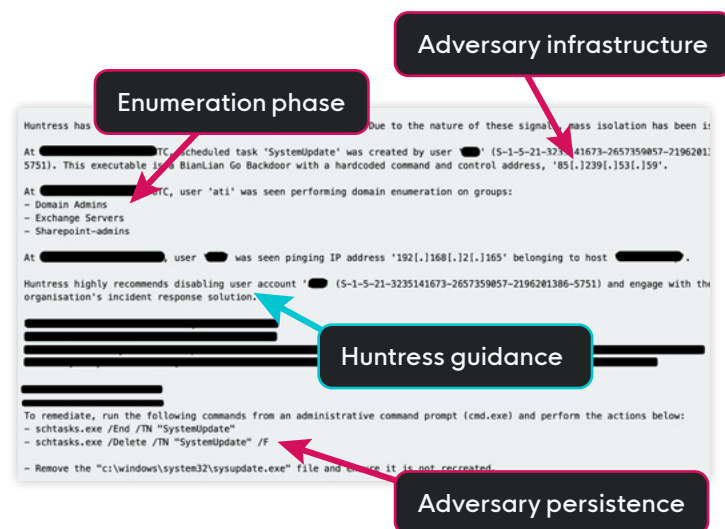 Adversary infrastructure
Enumeration phase
Huntress has Due to the nature of these signals, mass isolation has been is
At TC, scheduled task 'SystemUpdate' was created by user ' ' (S-1-5-21-3235141673-2657359057-2196201
5751). This executable is a BianLian Go Backdoor with a hardcoded command and control address, '85[.]239[.]53[.]59'.
At TC, user 'ati' was seen performing domain enumeration on groups:
- Domain Admins
- Exchange Servers
- Sharepoint-admins
At , user was seen pinging IP address '192[.]168[.]2[.]165' belonging to host .
Huntress highly recommends disabling user account ' (S-1-5-21-3235141673-2657359057-2196201386-5751) and engage with the
organisation's incident response solution.
Huntress guidance
To remediate, run the following commands from an administrative command prompt (cmd.exe) and perform the actions below:
- schtasks.exe /End /TN "SystemUpdate"
- schtasks.exe /Delete /TN "SystemUpdate" /F
- Remove the "c:\windows\system32\sysupdate.exe" file and ensure it is not recreated.
Adversary persistence